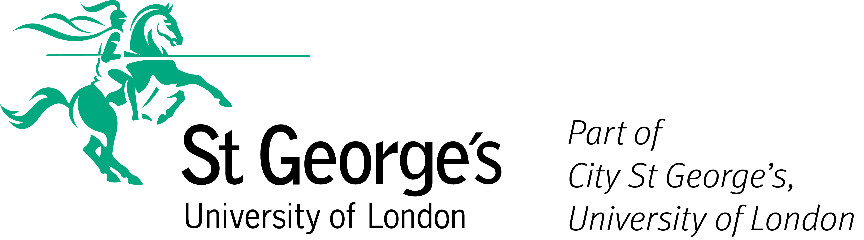 St George's
University of London
Part of
City St George's,
University of London